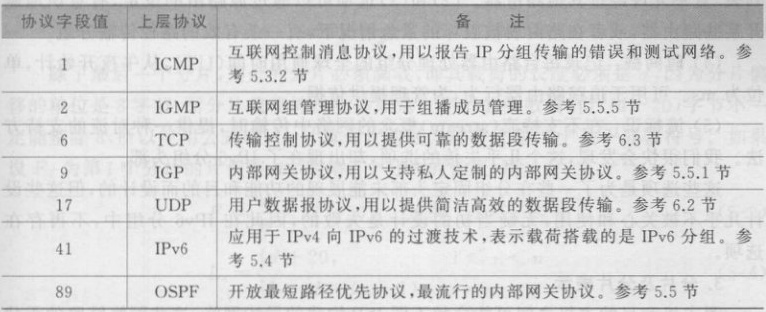 协议字段值 上层协议 备 注
1 ICMP 互联网控制消息协议,用以报告 IP 分组传输的错误和测试网络。参
考 5.3.2 节
2 IGMP 互联网组管理协议,用于组播成员管理。参考 5.5.5 节
6 TCP 传输控制协议,用以提供可靠的数据段传输。参考 6.3 节
9 IGP 内部网关协议,用以支持私人定制的内部网关协议。参考 5.5.1 节
17 UDP 用户数据报协议,用以提供简洁高效的数据段传输。参考 6.2 节
41 IPv6 应用于 IPv4 向 IPv6 的过渡技术,表示载荷搭载的是 IPv6 分组。参
考 5.4 节
89 OSPF 开放最短路径优先协议,最流行的内部网关协议。参考 5.5 节